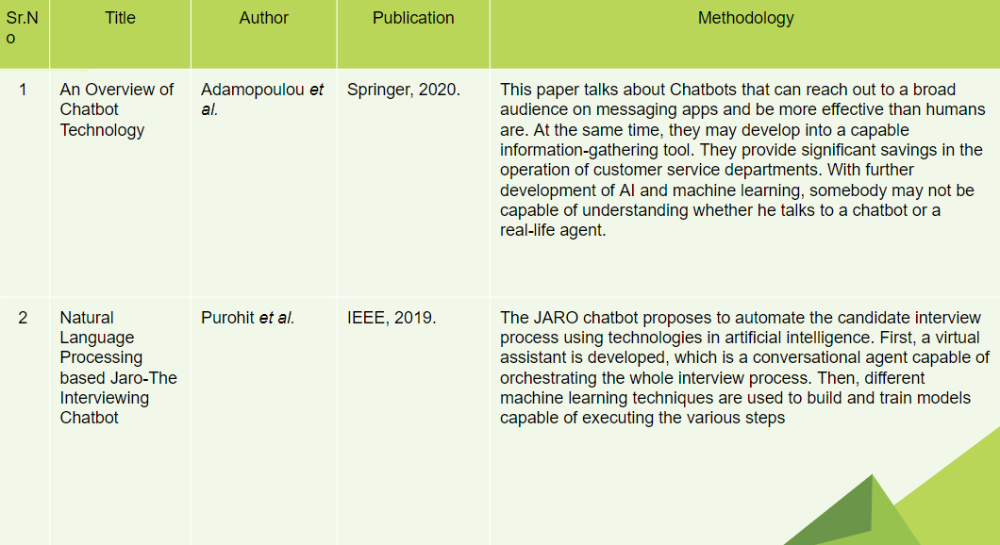 Sr.N
o
Title
Author
Publication
Methodology
1
An Overview of
Chatbot
Technology
Adamopoulou et
al.
Springer, 2020.
This paper talks about Chatbots that can reach out to a broad
audience on messaging apps and be more effective than humans
are. At the same time, they may develop into a capable
information-gathering tool. They provide significant savings in the
operation of customer service departments. With further
development of AI and machine learning, somebody may not be
capable of understanding whether he talks to a chatbot or a
real-life agent.
2
Natural
Language
Processing
based Jaro-The
Interviewing
Chatbot
Purohit et al.
IEEE, 2019.
The JARO chatbot proposes to automate the candidate interview
process using technologies in artificial intelligence. First, a virtual
assistant is developed, which is a conversational agent capable of
orchestrating the whole interview process. Then, different
machine learning techniques are used to build and train models
capable of executing the various steps